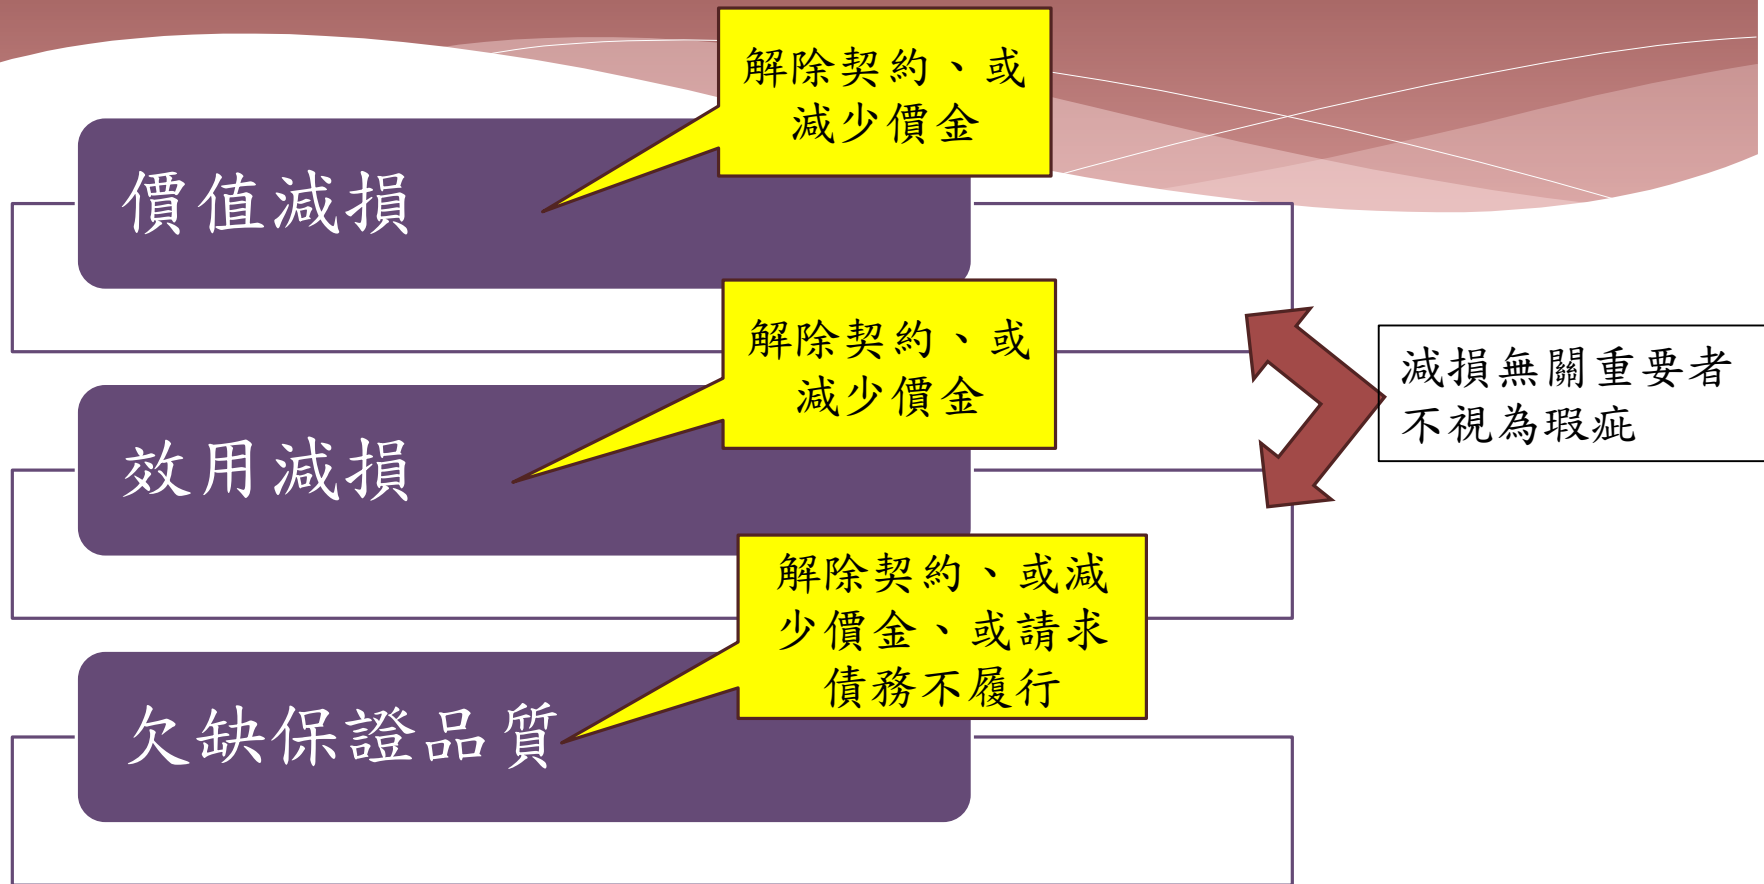 解除契約、或
減少價金
價值減損
解除契約、或
減少價金
效用減損
減損無關重要者
不視為瑕疵
解除契約、或減
少價金、或請求
債務不履行
欠缺保證品質